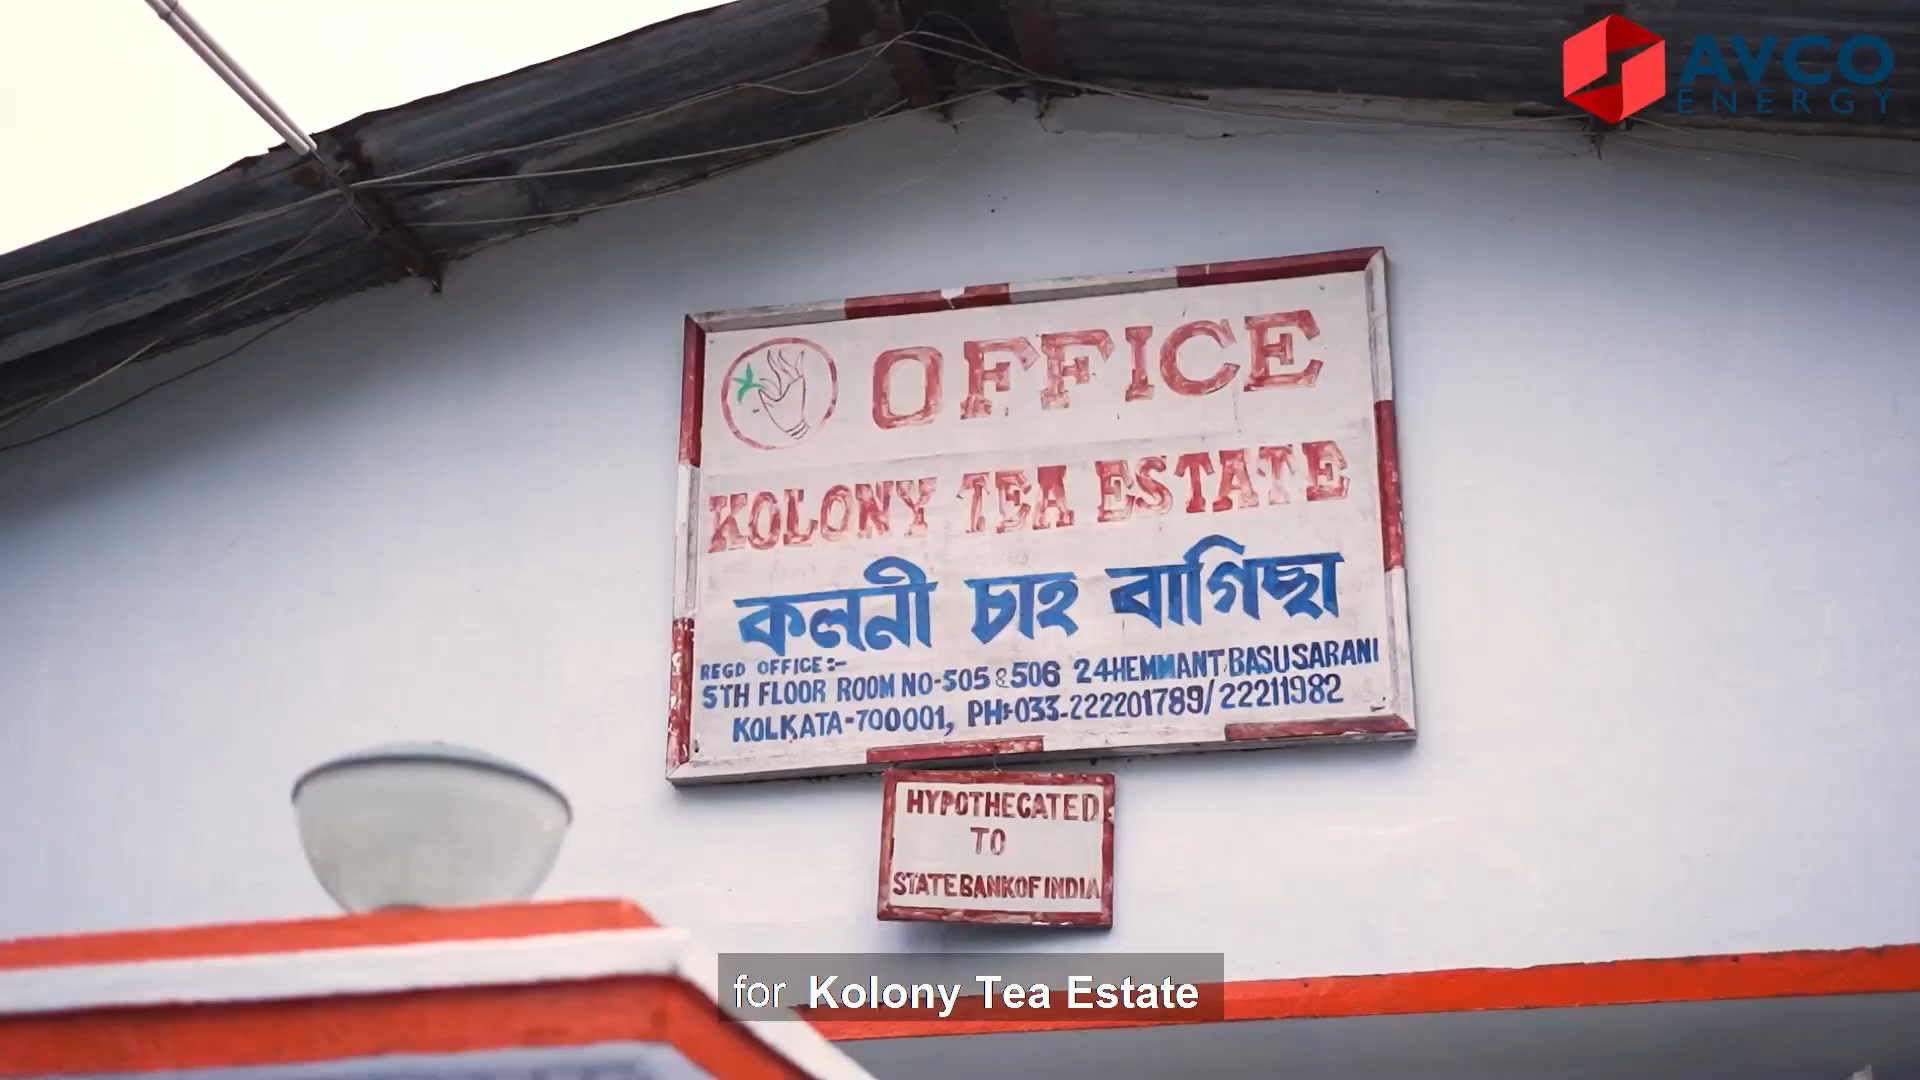 AVCO
ENERGY
OFFICE
KOLONY TEA ESTATE
কলনী চাহ বাগিচ্ছা
REGD OFFICE:-
5TH FLOOR ROOM NO-505 & 506 24 HEMMANT BASU SARANI
KOLKATA-700001, PH:-033-222201789/22211982
HYPOTHECATED
TO
STATE BANK OF INDIA
for Kolony Tea Estate